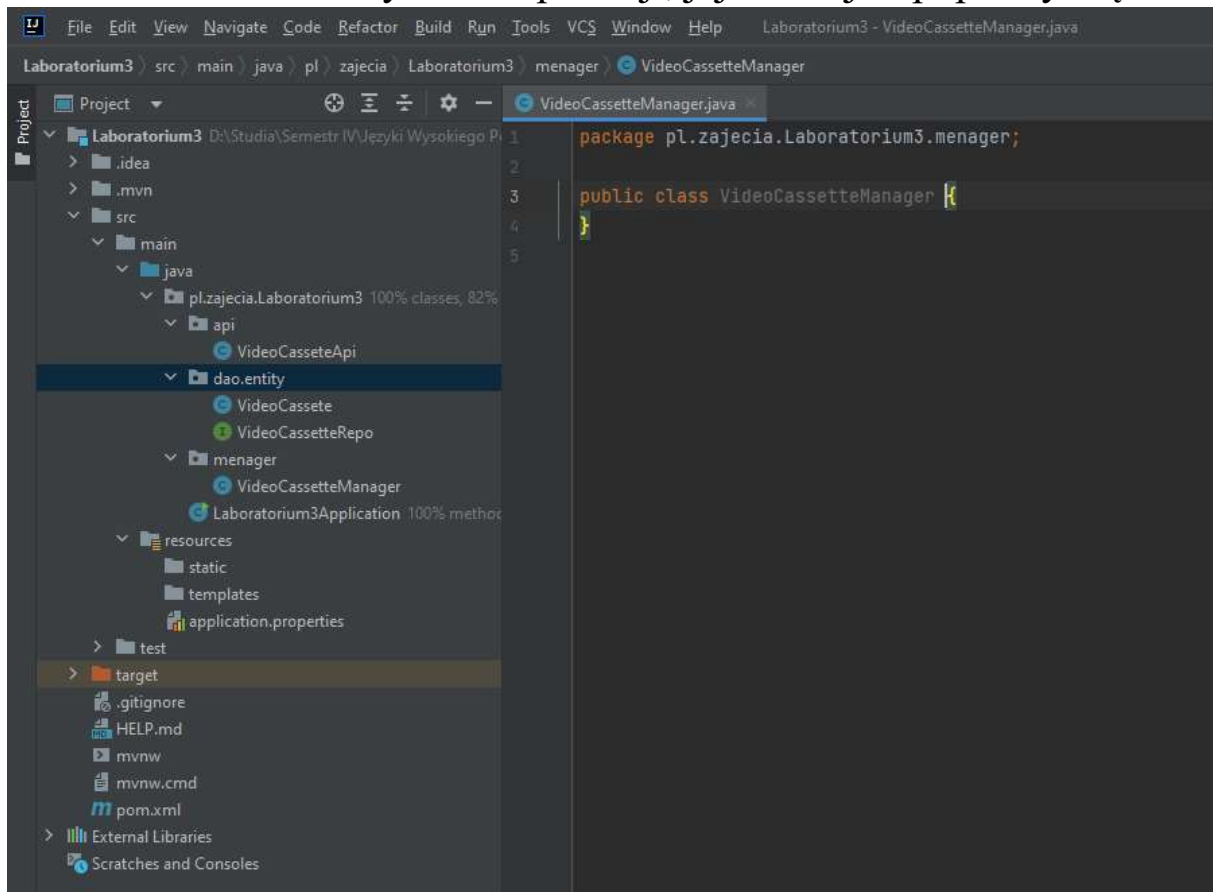 File Edit View Navigate Code Refactor Build Run Tools VCS Window Help Laboratorium3 - VideoCassetteManager.java
Laboratorium3 src main java pl zajecia Laboratorium3 menager VideoCassetteManager
Project
Project
VideoCassetteManager.java
Laboratorium3 D:\Studia\Semestr IV\Języki Wysokiego
.idea
.mvn
src
main
java
pl.zajecia.Laboratorium3 100% classes, 82%
api
VideoCasseteApi
dao.entity
VideoCassete
VideoCassetteRepo
menager
VideoCassetteManager
Laboratorium3Application 100%
resources
static
templates
application.properties
test
target
.gitignore
HELP.md
mvnw
mvnw.cmd
pom.xml
External Libraries
Scratches and Consoles
1 package pl.zajecia.Laboratorium3.menager;
2
3 public class VideoCassetteManager {
4 }
5